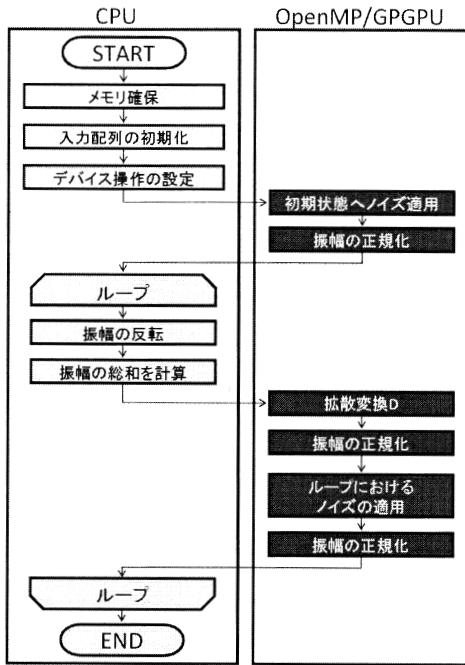 CPU
OpenMP/GPGPU
START
メモリ確保
入力配列の初期化
デバイス操作の設定
初期状態へノイズ適用
振幅の正規化
ループ
振幅の反転
振幅の総和を計算
拡散変換D
振幅の正規化
ループにおける
ノイズの適用
振幅の正規化
ループ
END